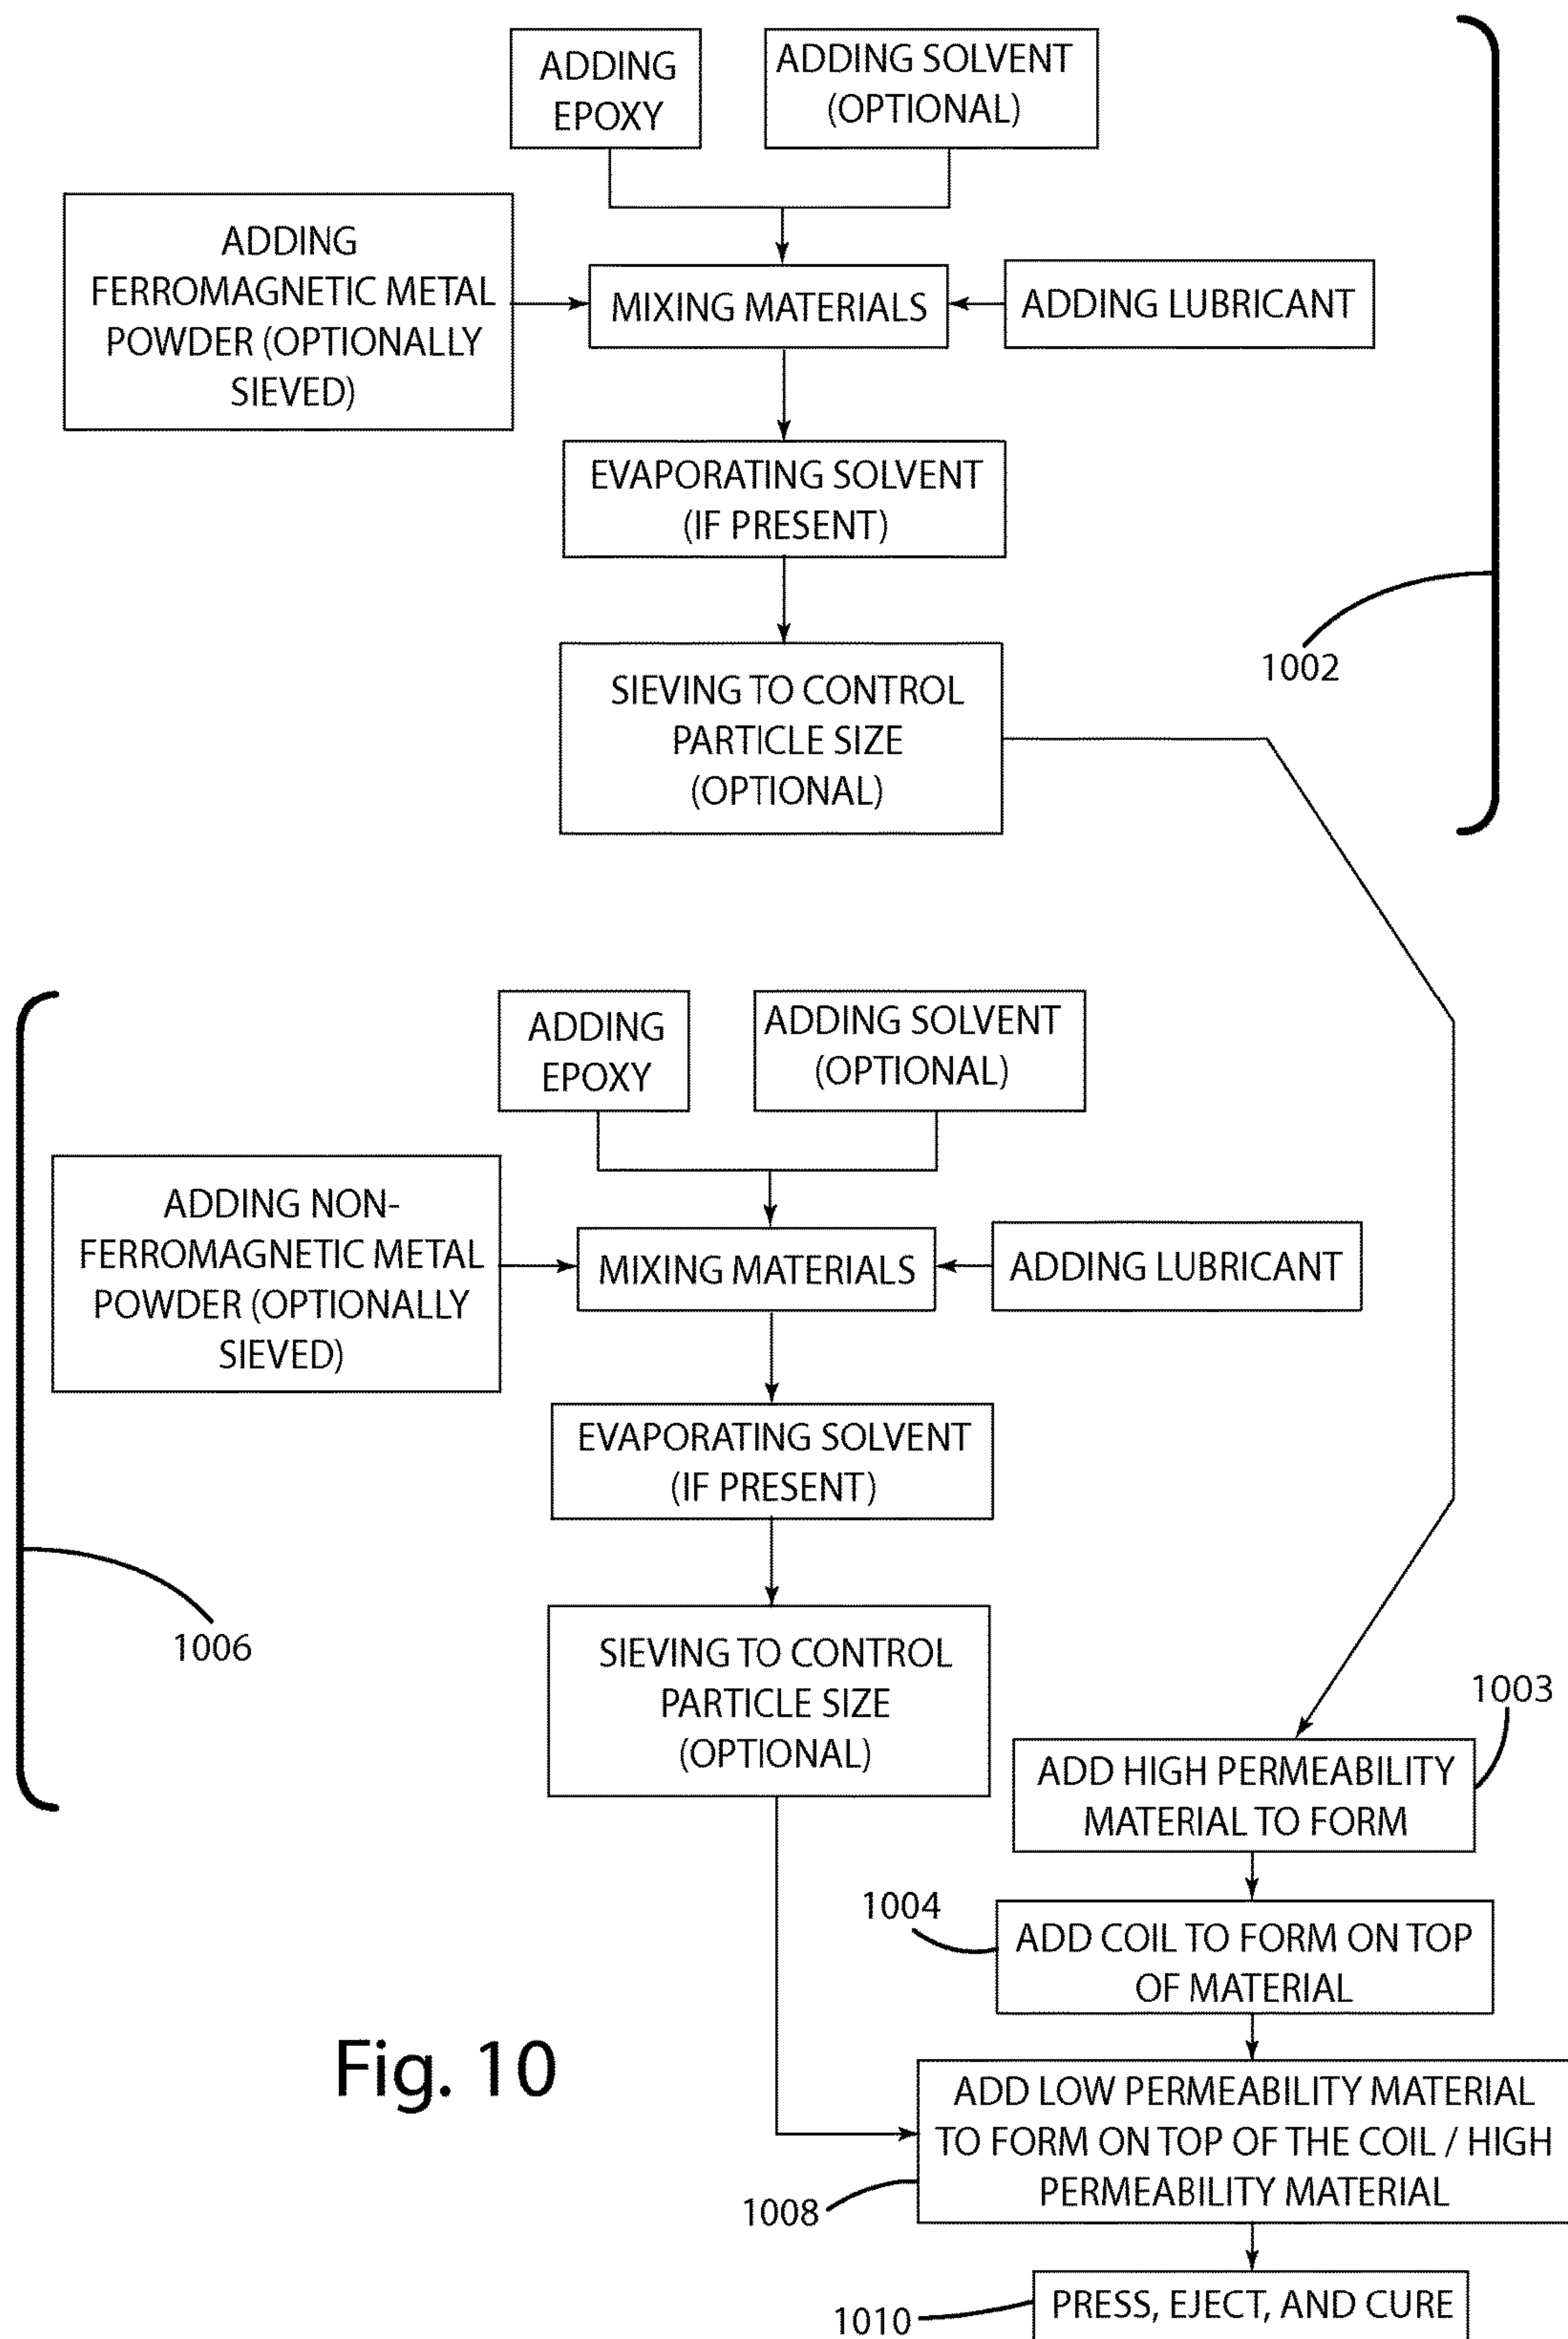 ADDING
EPOXY
ADDING SOLVENT
(OPTIONAL)
ADDING
FERROMAGNETIC METAL
POWDER (OPTIONALLY
SIEVED)
MIXING MATERIALS
ADDING LUBRICANT
EVAPORATING SOLVENT
(IF PRESENT)
1002
SIEVING TO CONTROL
PARTICLE SIZE
(OPTIONAL)
ADDING
EPOXY
ADDING SOLVENT
(OPTIONAL)
ADDING NON-
FERROMAGNETIC METAL
POWDER (OPTIONALLY
SIEVED)
MIXING MATERIALS
ADDING LUBRICANT
EVAPORATING SOLVENT
(IF PRESENT)
1006
SIEVING TO CONTROL
PARTICLE SIZE
(OPTIONAL)
1003
ADD HIGH PERMEABILITY
MATERIAL TO FORM
1004
ADD COIL TO FORM ON TOP
OF MATERIAL
Fig. 10
ADD LOW PERMEABILITY MATERIAL
TO FORM ON TOP OF THE COIL / HIGH
PERMEABILITY MATERIAL
1008
PRESS, EJECT, AND CURE
1010